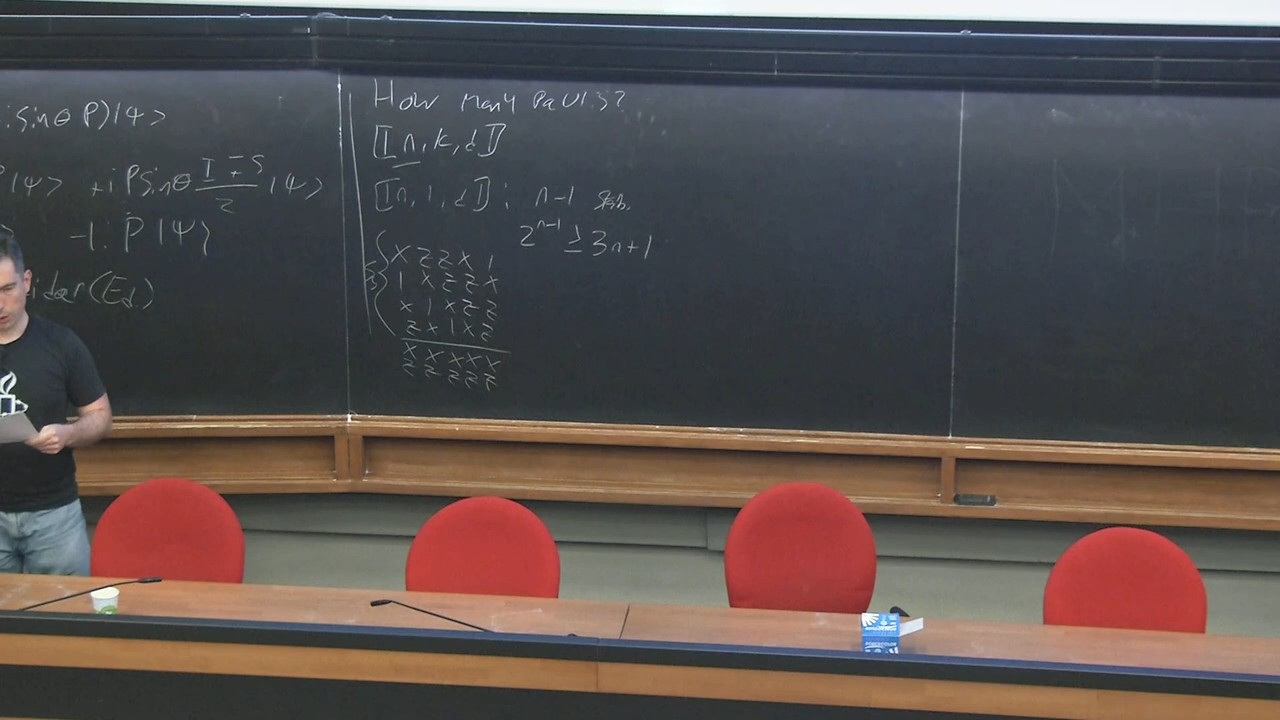 i sinθ P)|ψ>
P|ψ> +iPsinθ (I∓S)/2 |ψ>
-i P|ψ>
ider(E_d)
How many Paulis?
[[n,k,d]]
[[n,1,d]]: n-1 stab.
2^{n-1} ≥ 3n+1
X Z Z X 1
1 X Z Z X
X 1 X Z Z
Z X 1 X Z
X X X X X
Z Z Z Z Z